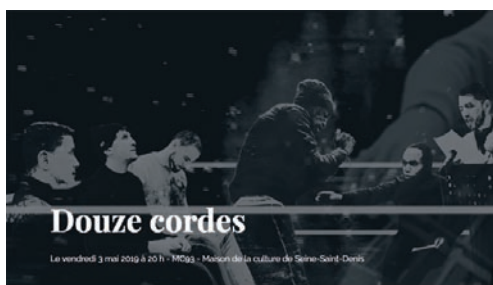 Douze cordes
Le vendredi 3 mai 2019 à 20 h - MC93 - Maison de la culture de Seine-Saint-Denis